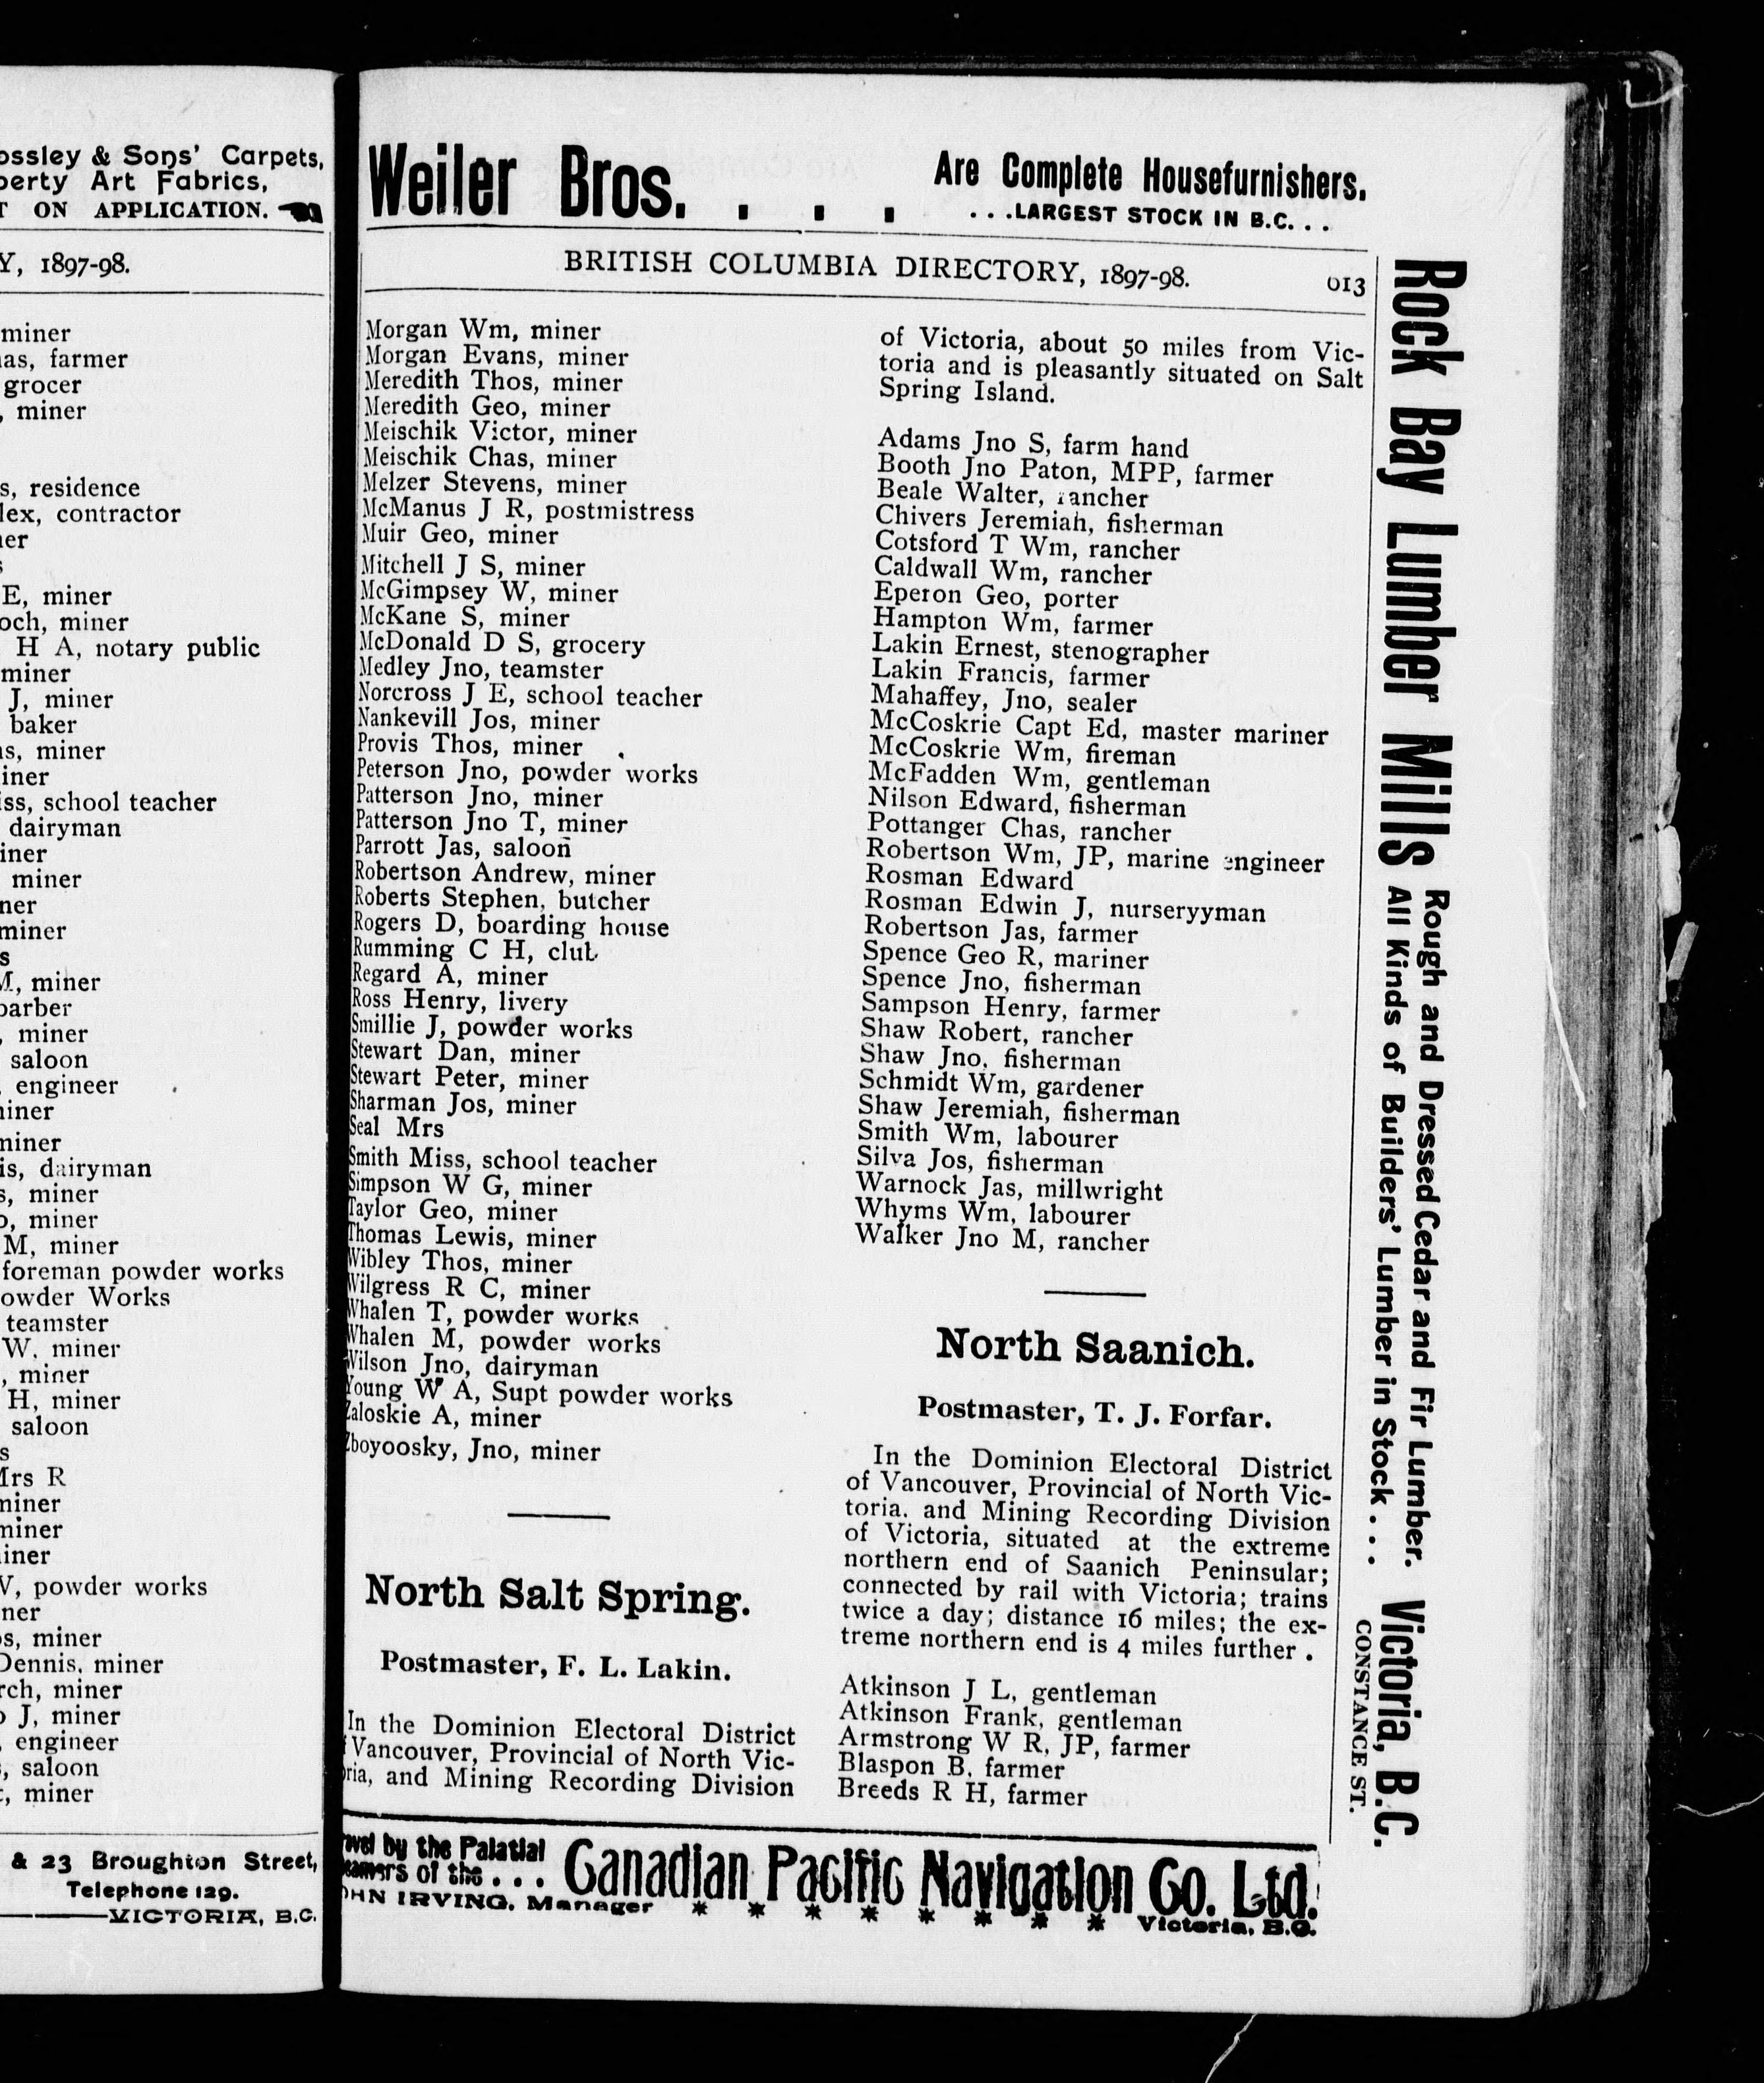 ossley & Sons' Carpets,
perty Art Fabrics,
T ON APPLICATION.
Y, 1897-98.
miner
as, farmer
grocer
, miner
s, residence
lex, contractor
er
s
E, miner
och, miner
H A, notary public
miner
J, miner
baker
s, miner
iner
iss, school teacher
dairyman
iner
miner
ner
miner
s
M, miner
barber
, miner
saloon
, engineer
iner
miner
is, dairyman
s, miner
o, miner
M, miner
foreman powder works
owder Works
teamster
W. miner
, miner
H, miner
saloon
s
Mrs R
miner
miner
iner
V, powder works
ner
os, miner
Dennis, miner
rch, miner
o J, miner
, engineer
, saloon
t, miner
& 23 Broughton Street,
Telephone 129.
VICTORIA, B.C.
Weiler Bros. . . .
Are Complete Housefurnishers.
...LARGEST STOCK IN B.C...
BRITISH COLUMBIA DIRECTORY, 1897-98. 613
Morgan Wm, miner
Morgan Evans, miner
Meredith Thos, miner
Meredith Geo, miner
Meischik Victor, miner
Meischik Chas, miner
Melzer Stevens, miner
McManus J R, postmistress
Muir Geo, miner
Mitchell J S, miner
McGimpsey W, miner
McKane S, miner
McDonald D S, grocery
Medley Jno, teamster
Norcross J E, school teacher
Nankevill Jos, miner
Provis Thos, miner
Peterson Jno, powder works
Patterson Jno, miner
Patterson Jno T, miner
Parrott Jas, saloon
Robertson Andrew, miner
Roberts Stephen, butcher
Rogers D, boarding house
Rumming C H, club
Regard A, miner
Ross Henry, livery
Smillie J, powder works
Stewart Dan, miner
Stewart Peter, miner
Sharman Jos, miner
Seal Mrs
Smith Miss, school teacher
Simpson W G, miner
Taylor Geo, miner
Thomas Lewis, miner
Wibley Thos, miner
Wilgress R C, miner
Whalen T, powder works
Whalen M, powder works
Wilson Jno, dairyman
Young W A, Supt powder works
Zaloskie A, miner
Zboyoosky, Jno, miner
North Salt Spring.
Postmaster, F. L. Lakin.
In the Dominion Electoral District
f Vancouver, Provincial of North Vic-
oria, and Mining Recording Division
of Victoria, about 50 miles from Vic-
toria and is pleasantly situated on Salt
Spring Island.
Adams Jno S, farm hand
Booth Jno Paton, MPP, farmer
Beale Walter, rancher
Chivers Jeremiah, fisherman
Cotsford T Wm, rancher
Caldwall Wm, rancher
Eperon Geo, porter
Hampton Wm, farmer
Lakin Ernest, stenographer
Lakin Francis, farmer
Mahaffey, Jno, sealer
McCoskrie Capt Ed, master mariner
McCoskrie Wm, fireman
McFadden Wm, gentleman
Nilson Edward, fisherman
Pottanger Chas, rancher
Robertson Wm, JP, marine engineer
Rosman Edward
Rosman Edwin J, nurseryyman
Robertson Jas, farmer
Spence Geo R, mariner
Spence Jno, fisherman
Sampson Henry, farmer
Shaw Robert, rancher
Shaw Jno. fisherman
Schmidt Wm, gardener
Shaw Jeremiah, fisherman
Smith Wm, labourer
Silva Jos, fisherman
Warnock Jas, millwright
Whyms Wm, labourer
Walker Jno M, rancher
North Saanich.
Postmaster, T. J. Forfar.
In the Dominion Electoral District
of Vancouver, Provincial of North Vic-
toria. and Mining Recording Division
of Victoria, situated at the extreme
northern end of Saanich Peninsular;
connected by rail with Victoria; trains
twice a day; distance 16 miles; the ex-
treme northern end is 4 miles further .
Atkinson J L, gentleman
Atkinson Frank, gentleman
Armstrong W R, JP, farmer
Blaspon B. farmer
Breeds R H, farmer
ravel by the Palatial
eamers of the ...
OHN IRVING. Manager
Canadian Pacific Navigation Co. Ltd.
* * * * * * * * Victoria, B.C.
Rock Bay Lumber Mills
Rough and Dressed Cedar and Fir Lumber.
All Kinds of Builders' Lumber in Stock...
Victoria, B.C.
CONSTANCE ST.